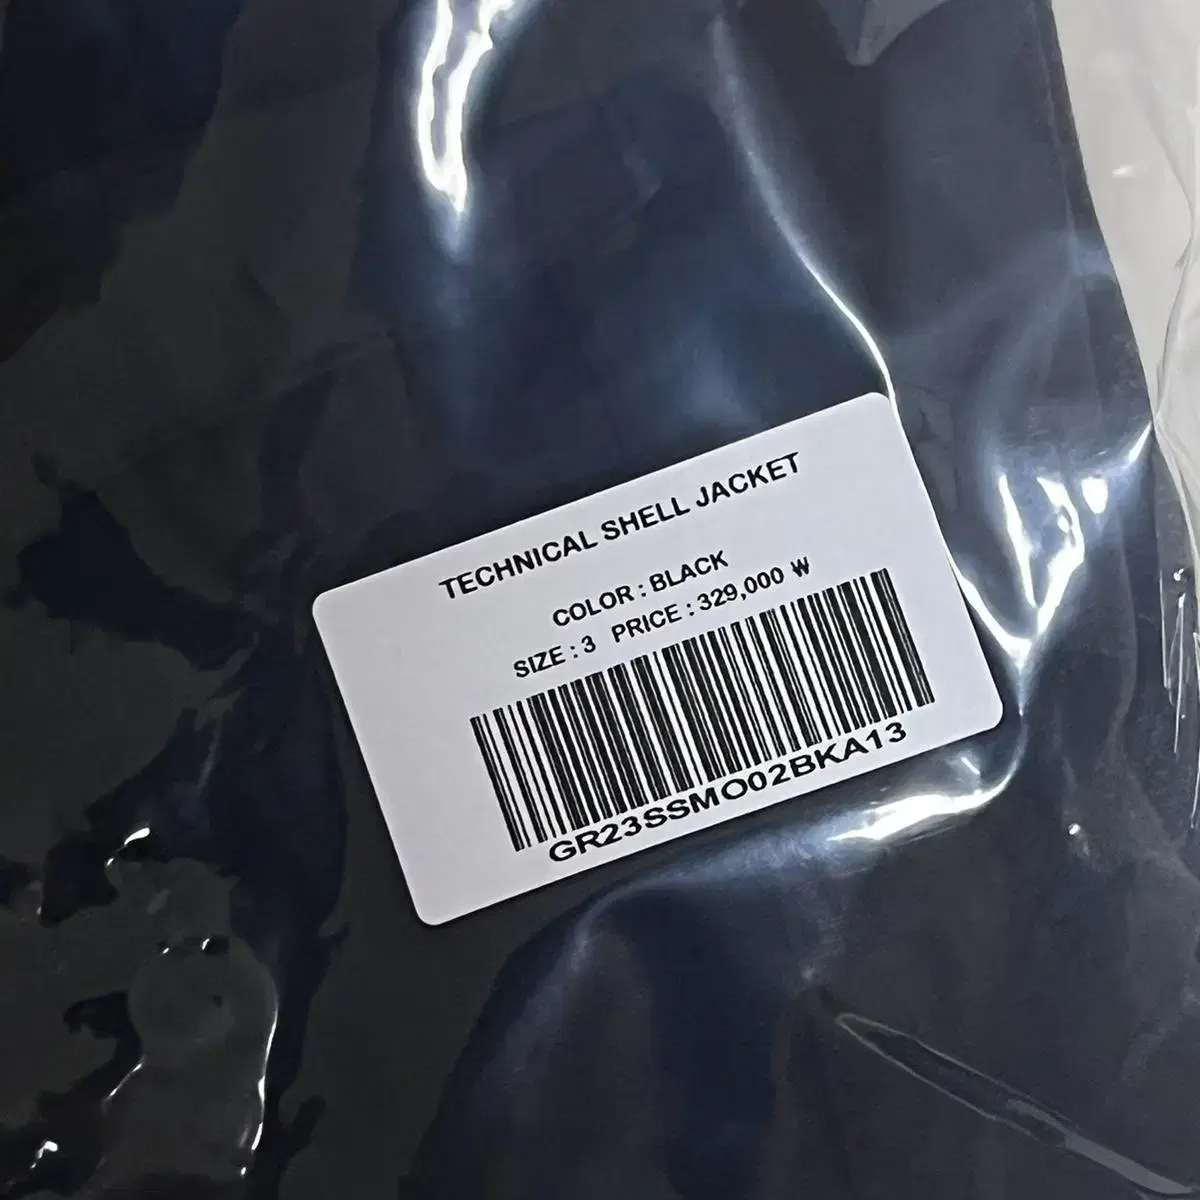 TECHNICAL SHELL JACKET
COLOR : BLACK
SIZE : 3 PRICE : 329,000 ₩
GR23SSMO02BKA13